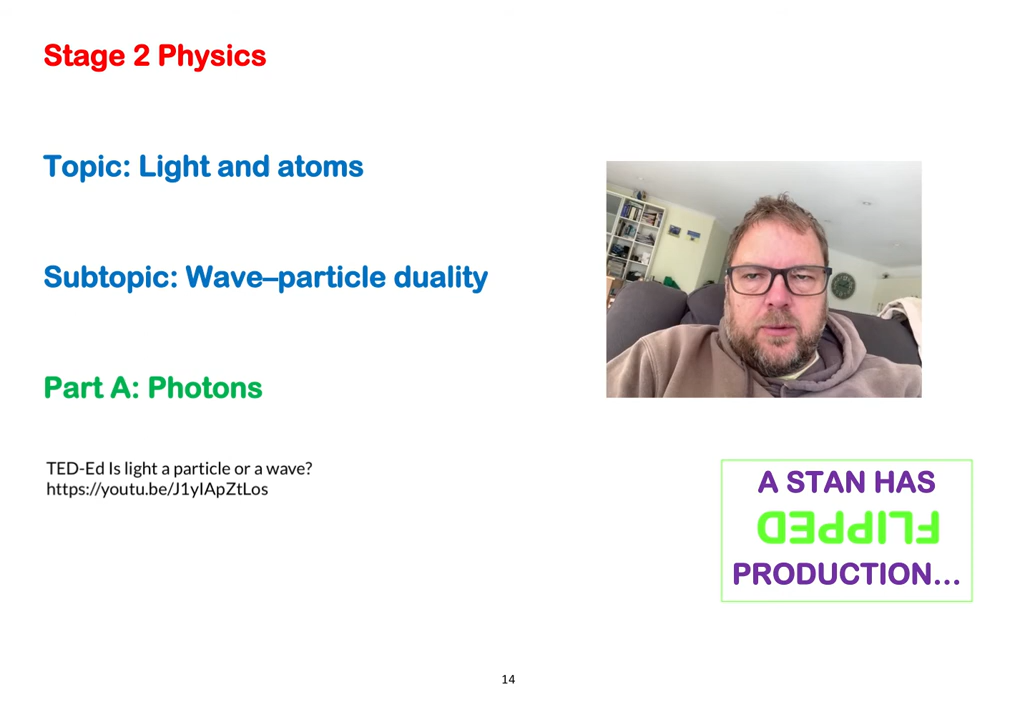 Stage 2 Physics
Topic: Light and atoms
Subtopic: Wave–particle duality
Part A: Photons
TED-Ed Is light a particle or a wave?
https://youtu.be/J1yIApZtLos
A STAN HAS
FLIPPED
PRODUCTION...
14